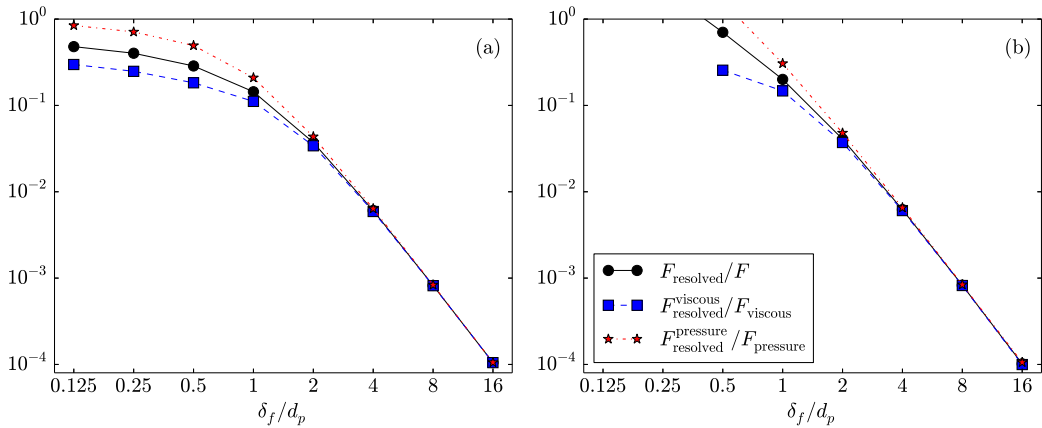 10^0
10^-1
10^-2
10^-3
10^-4
0.125 0.25 0.5 1 2 4 8 16
δ_f/d_p
(a)
10^0
10^-1
10^-2
10^-3
10^-4
0.125 0.25 0.5 1 2 4 8 16
δ_f/d_p
(b)
F_resolved/F
F^viscous_resolved/F_viscous
F^pressure_resolved/F_pressure